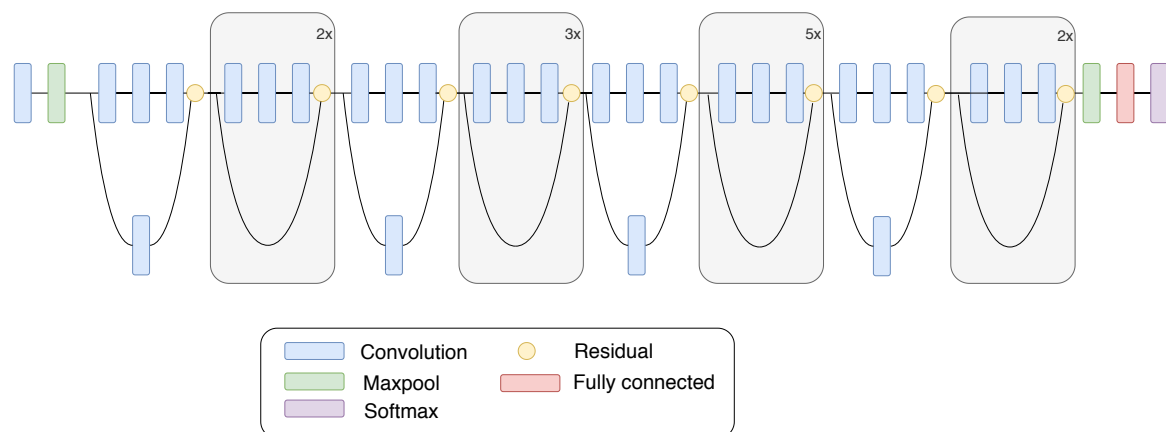 2x
3x
5x
2x
Convolution
Residual
Maxpool
Fully connected
Softmax